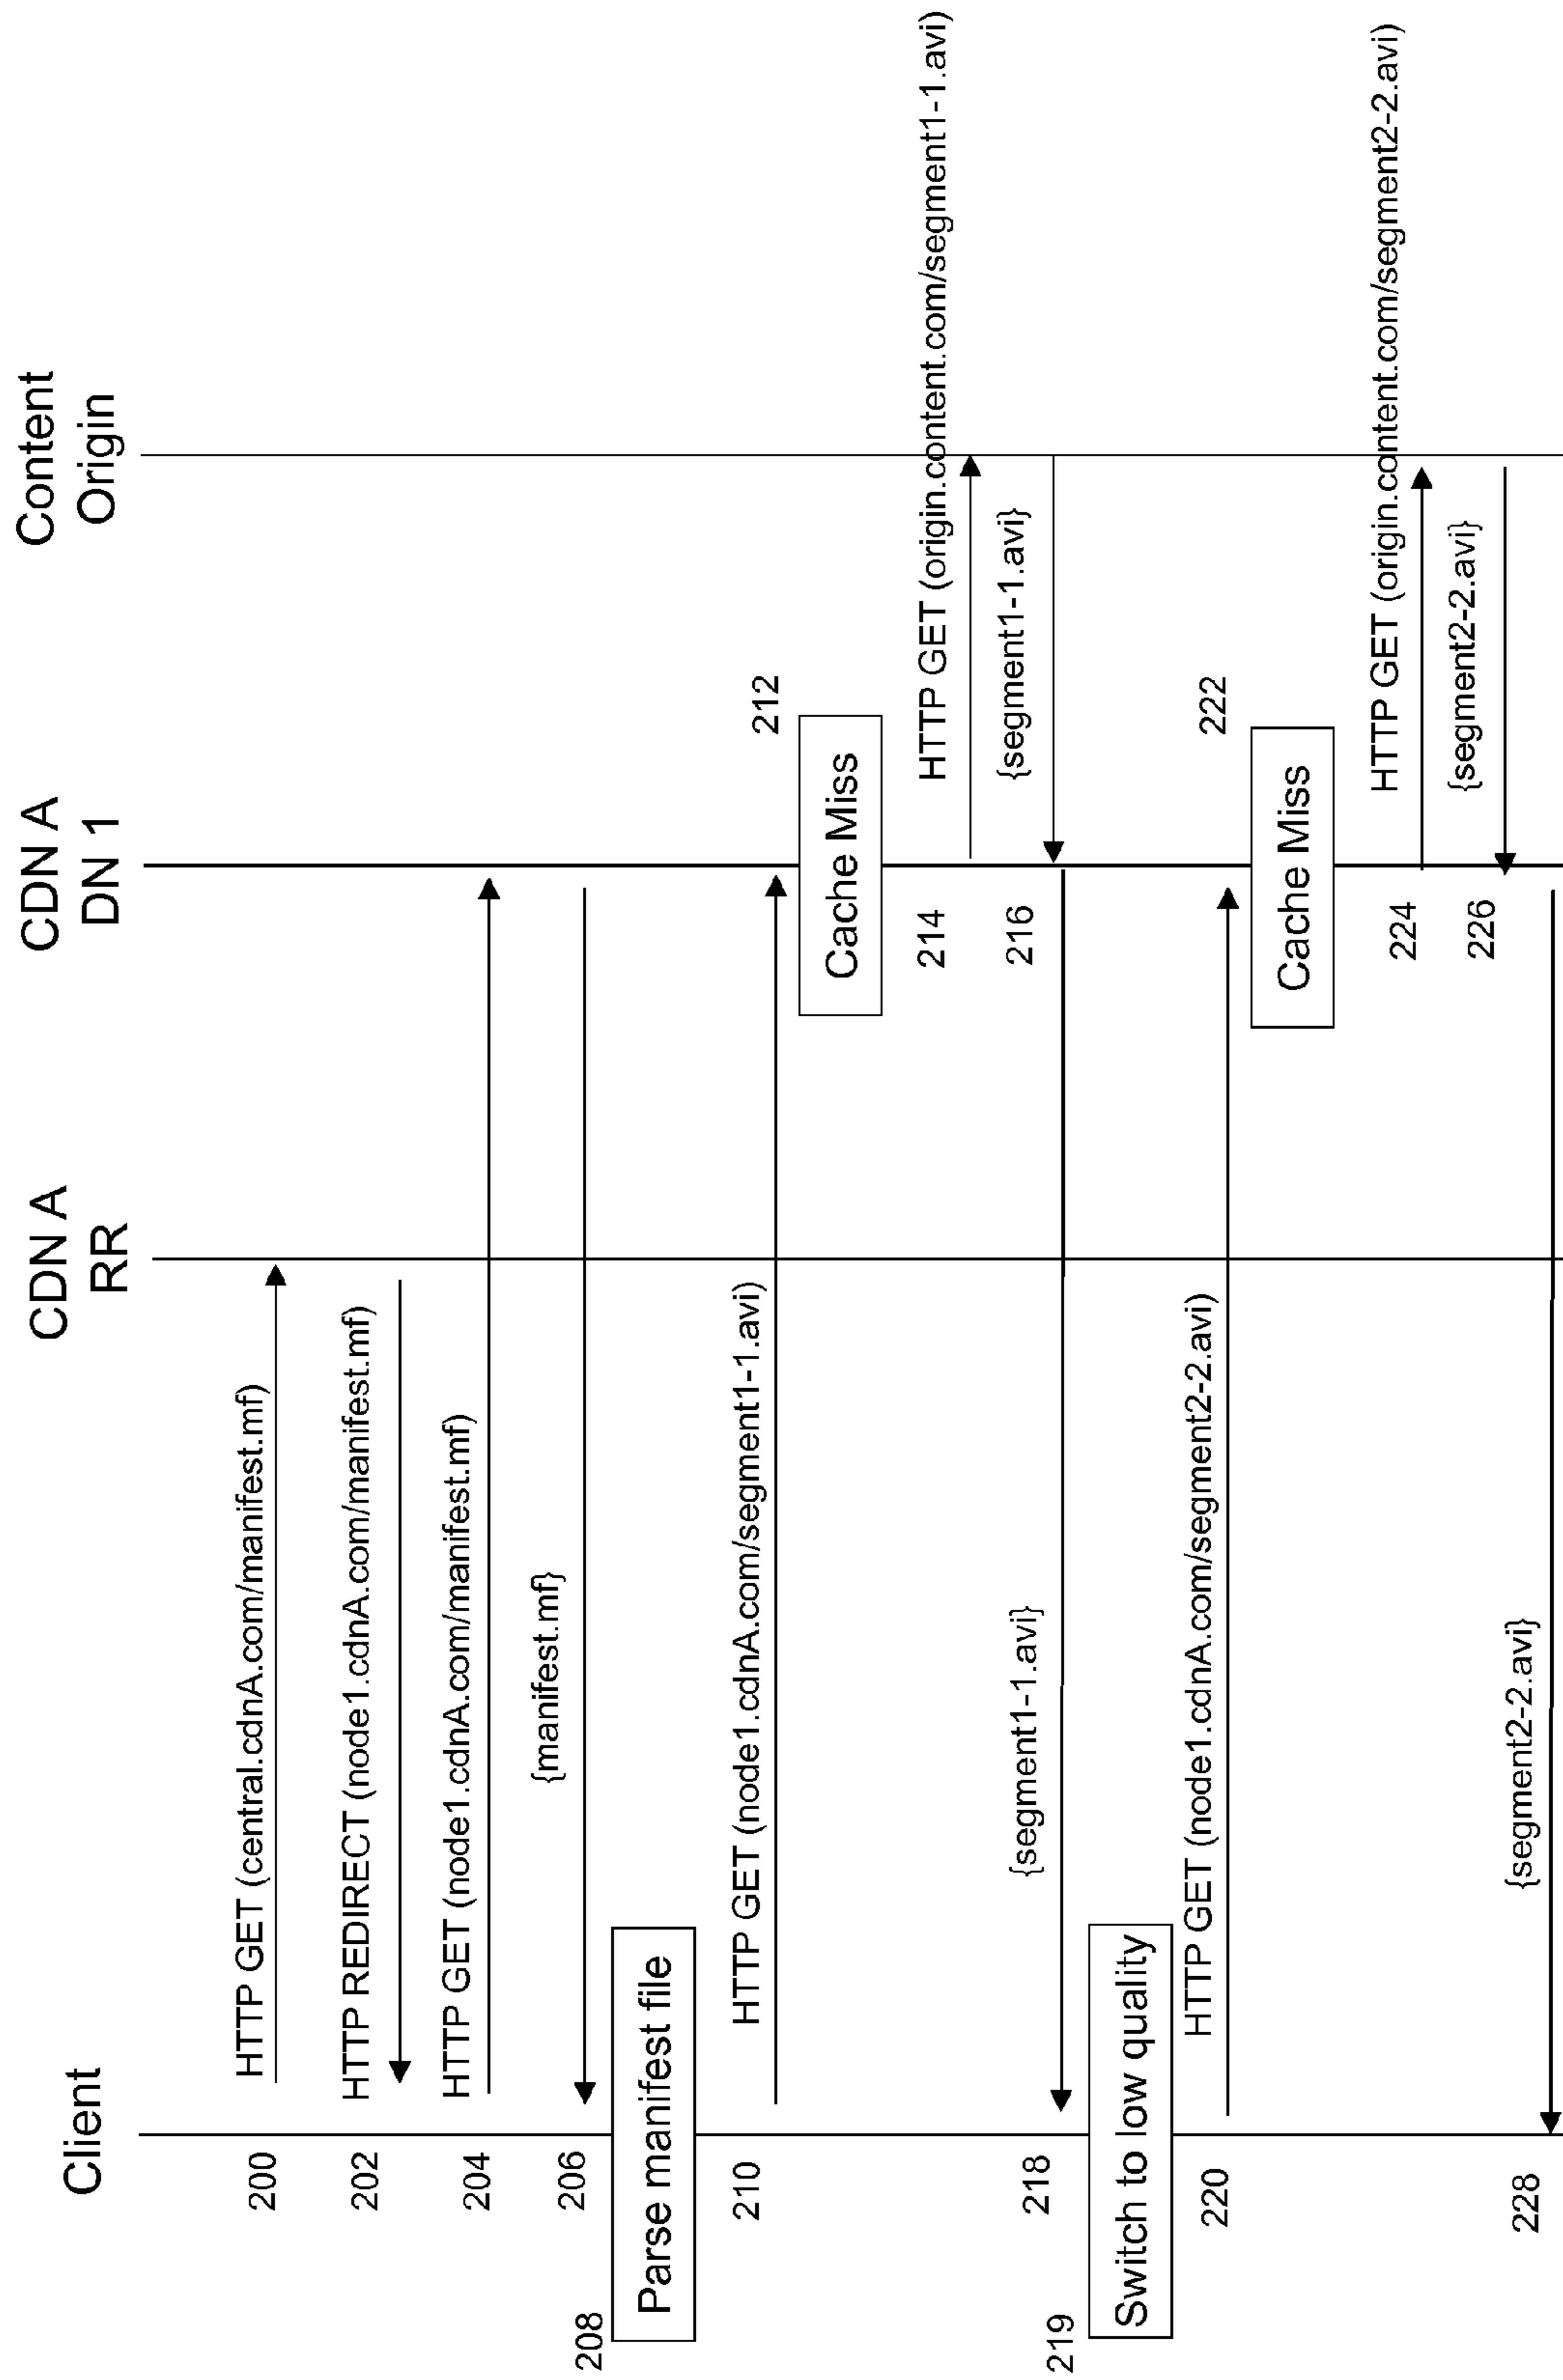 Client
CDN A
RR
CDN A
DN 1
Content
Origin
200
HTTP GET (central.cdnA.com/manifest.mf)
202
HTTP REDIRECT (node1.cdnA.com/manifest.mf)
204
HTTP GET (node1.cdnA.com/manifest.mf)
206
{manifest.mf}
208
Parse manifest file
210
HTTP GET (node1.cdnA.com/segment1-1.avi)
212
Cache Miss
214
HTTP GET (origin.content.com/segment1-1.avi)
216
{segment1-1.avi}
218
{segment1-1.avi}
219
Switch to low quality
220
HTTP GET (node1.cdnA.com/segment2-2.avi)
222
Cache Miss
224
HTTP GET (origin.content.com/segment2-2.avi)
226
{segment2-2.avi}
228
{segment2-2.avi}